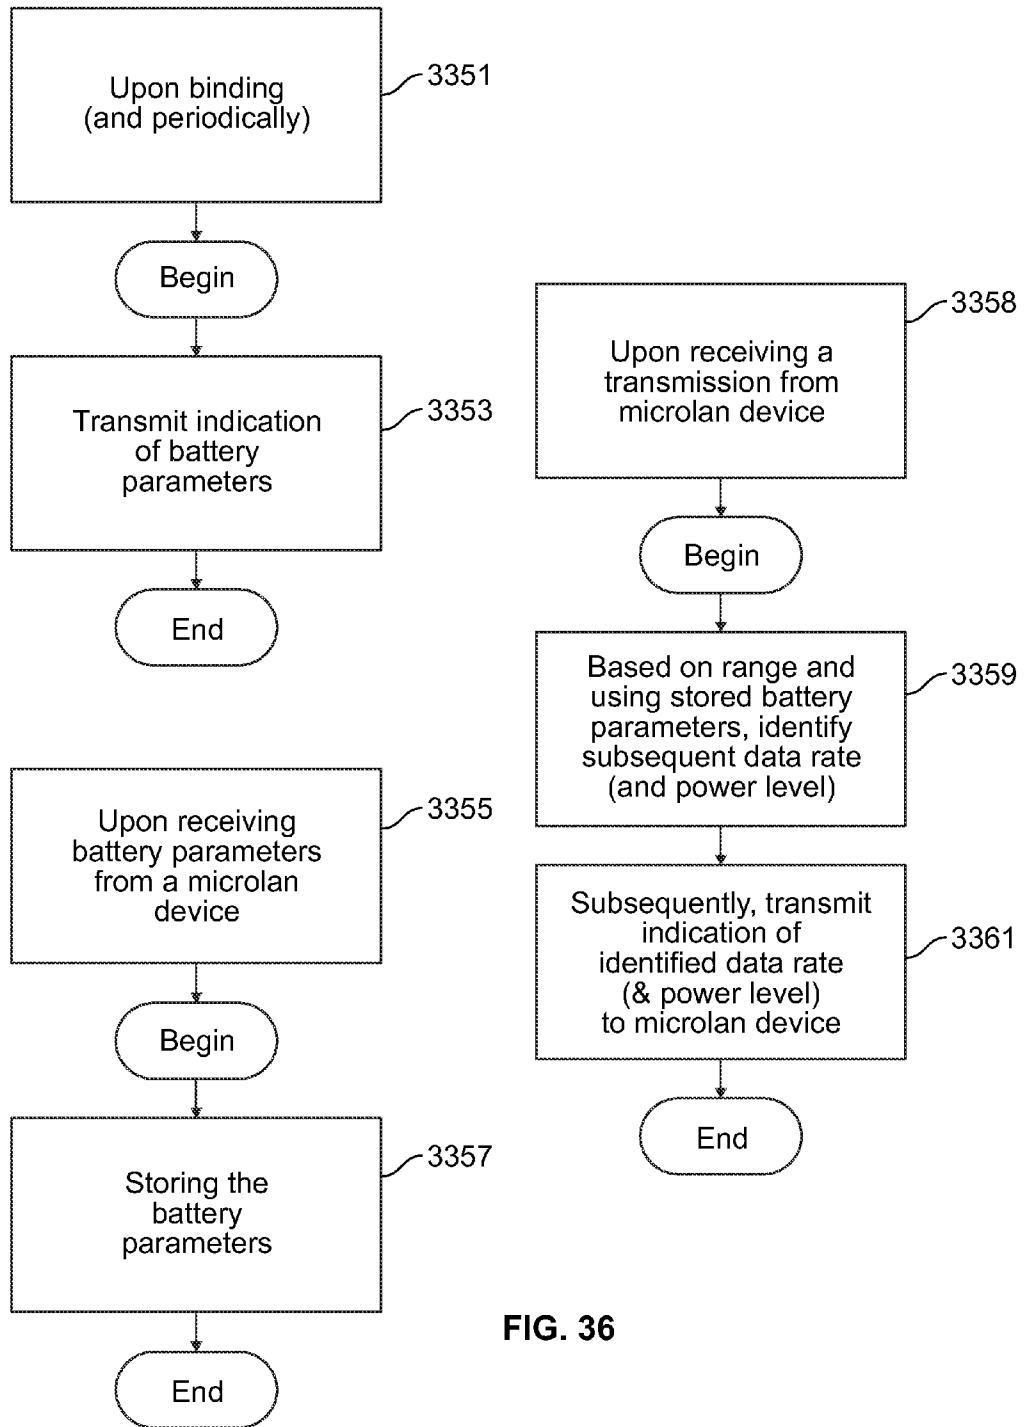 Upon binding
(and periodically)
3351
Begin
Transmit indication
of battery
parameters
3353
End
Upon receiving
battery parameters
from a microlan
device
3355
Begin
Storing the
battery
parameters
3357
End
Upon receiving a
transmission from
microlan device
3358
Begin
Based on range and
using stored battery
parameters, identify
subsequent data rate
(and power level)
3359
Subsequently, transmit
indication of
identified data rate
(& power level)
to microlan device
3361
End
FIG. 36